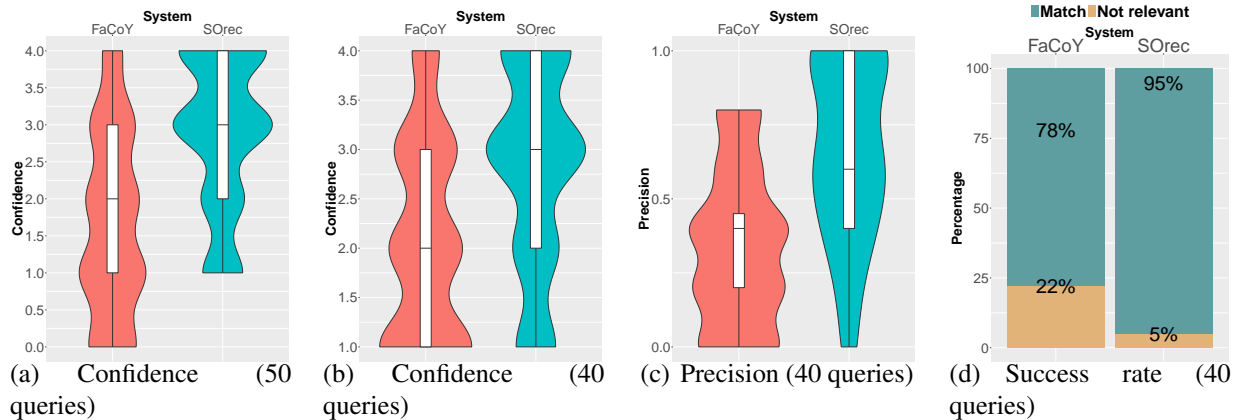 System
FaCoY SOrec
4.0
3.5
3.0
2.5
2.0
1.5
1.0
0.5
0.0
Confidence
(a) Confidence (50
queries)
System
FaCoY SOrec
4.0
3.5
3.0
2.5
2.0
1.5
1.0
Confidence
(b) Confidence (40
queries)
System
FaCoY SOrec
1.0
0.5
0.0
Precision
(c) Precision (40 queries)
Match Not relevant
System
FaCoY SOrec
100
75
50
25
0
Percentage
78%
22%
95%
5%
(d) Success rate (40
queries)